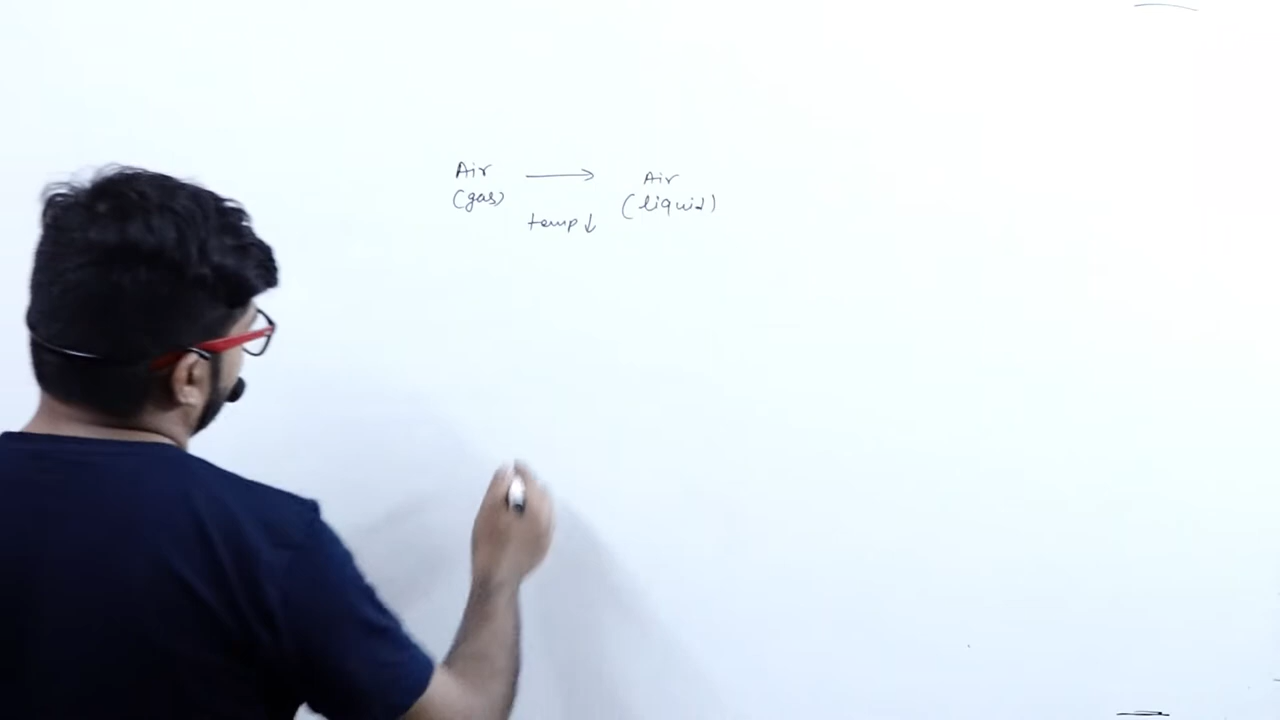 Air ⟶ Air
(gas) (liquid)
temp ↓